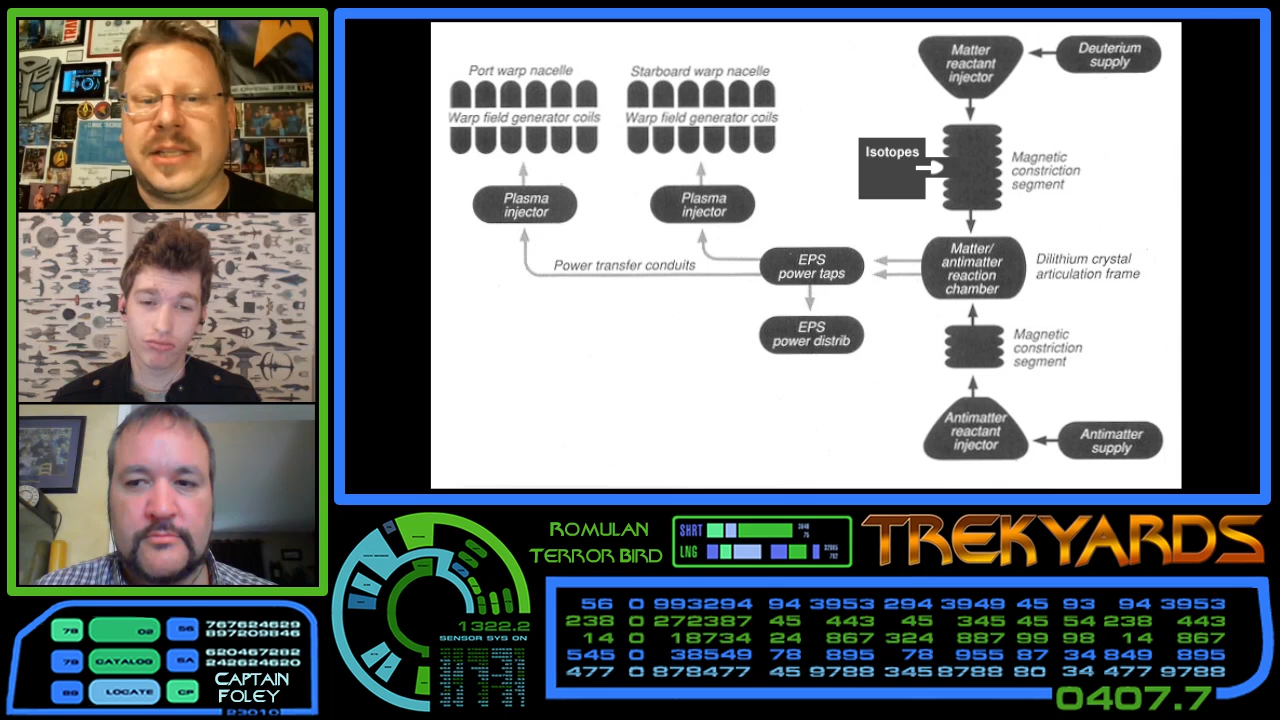 Port warp nacelle
Warp field generator coils
Starboard warp nacelle
Warp field generator coils
Plasma
injector
Plasma
injector
Power transfer conduits
EPS
power taps
EPS
power distrib
Matter
reactant
injector
Deuterium
supply
Isotopes
Magnetic
constriction
segment
Matter/
antimatter
reaction
chamber
Dilithium crystal
articulation frame
Magnetic
constriction
segment
Antimatter
reactant
injector
Antimatter
supply
ROMULAN
TERROR BIRD
SHRT
LNG
TREKYARDS
1322.2
SENSOR SYS ON
78 02 56 767624629
897209846
79 CATALOG 5A 620467282
242624620
89 LOCATE CP CAPTAIN
FOLEY
23010
56 0 993294 94 3953 294 3949 45 93 94 3953
238 0 272387 45 443 45 345 45 54 238 443
14 0 18734 24 867 324 387 99 98 14 867
545 0 38549 78 895 78 3955 87 34 849 895
477 0 878477 45 9788 345 8788 80 34 477 9788
0407.7